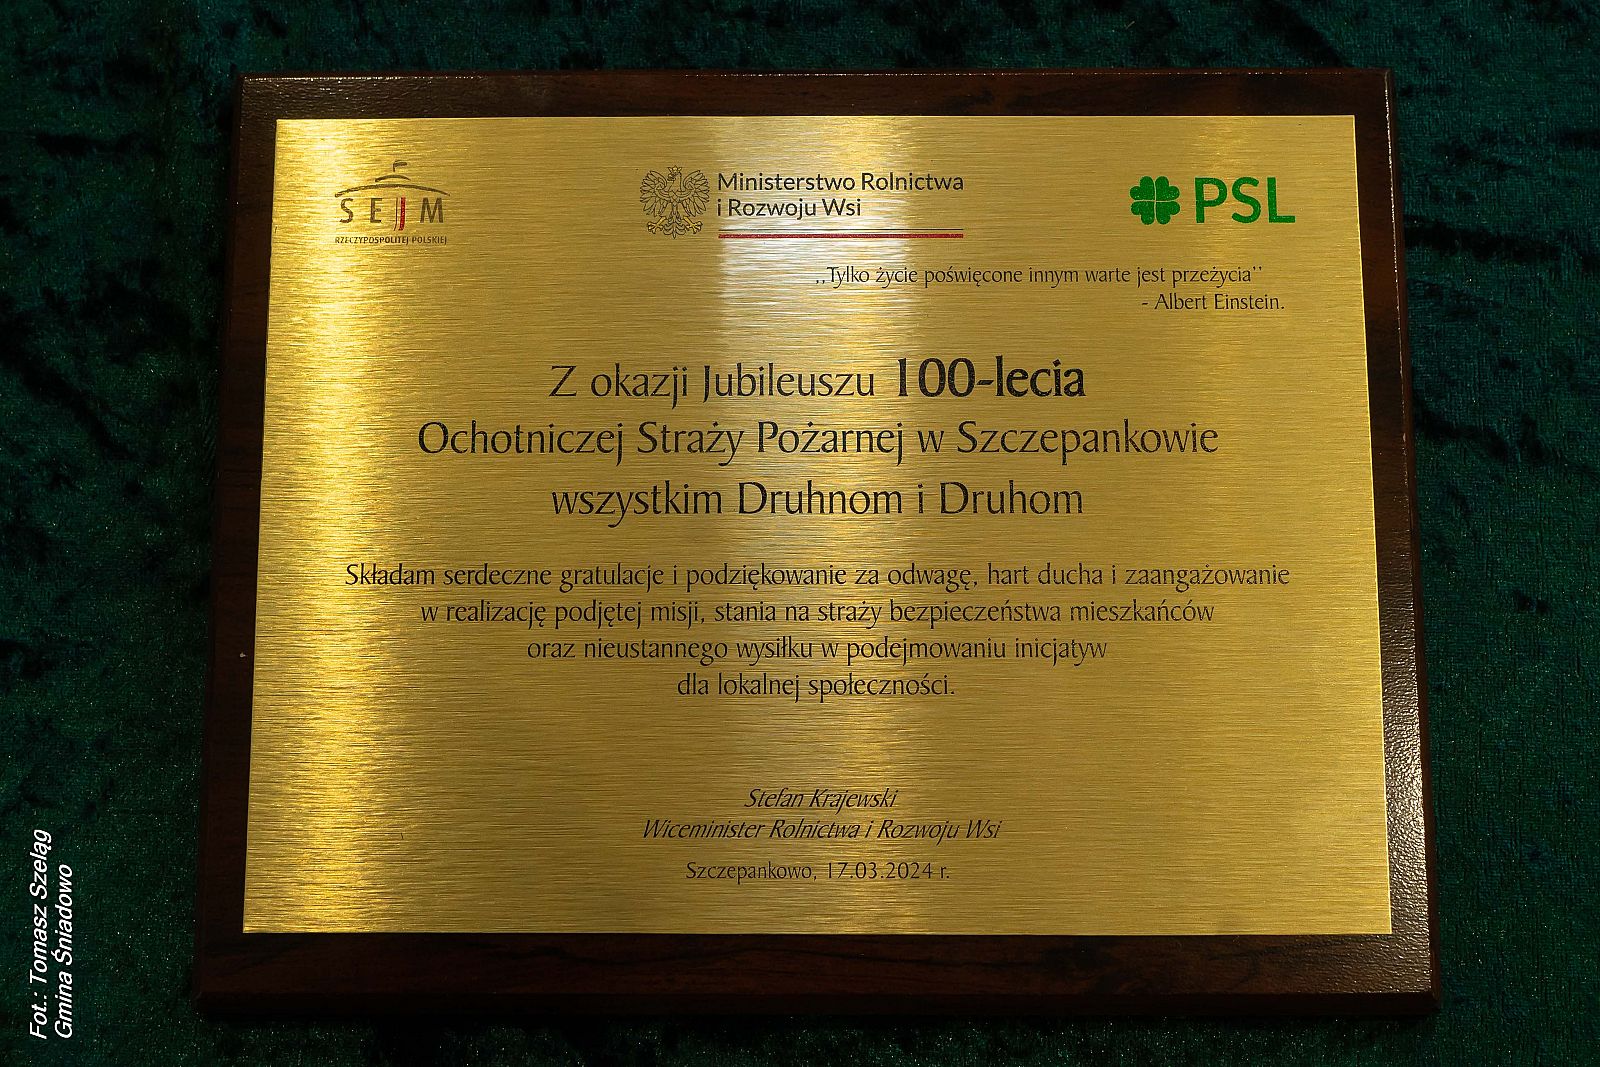 SEJM
RZECZYPOSPOLITEJ POLSKIEJ
Ministerstwo Rolnictwa
i Rozwoju Wsi
PSL
,,Tylko życie poświęcone innym warte jest przeżycia''
- Albert Einstein.
Z okazji Jubileuszu 100-lecia
Ochotniczej Straży Pożarnej w Szczepankowie
wszystkim Druhnom i Druhom
Składam serdeczne gratulacje i podziękowanie za odwagę, hart ducha i zaangażowanie
w realizację podjętej misji, stania na straży bezpieczeństwa mieszkańców
oraz nieustannego wysiłku w podejmowaniu inicjatyw
dla lokalnej społeczności.
Stefan Krajewski
Wiceminister Rolnictwa i Rozwoju Wsi
Szczepankowo, 17.03.2024 r.
Fot.: Tomasz Szeląg
Gmina Śniadowo